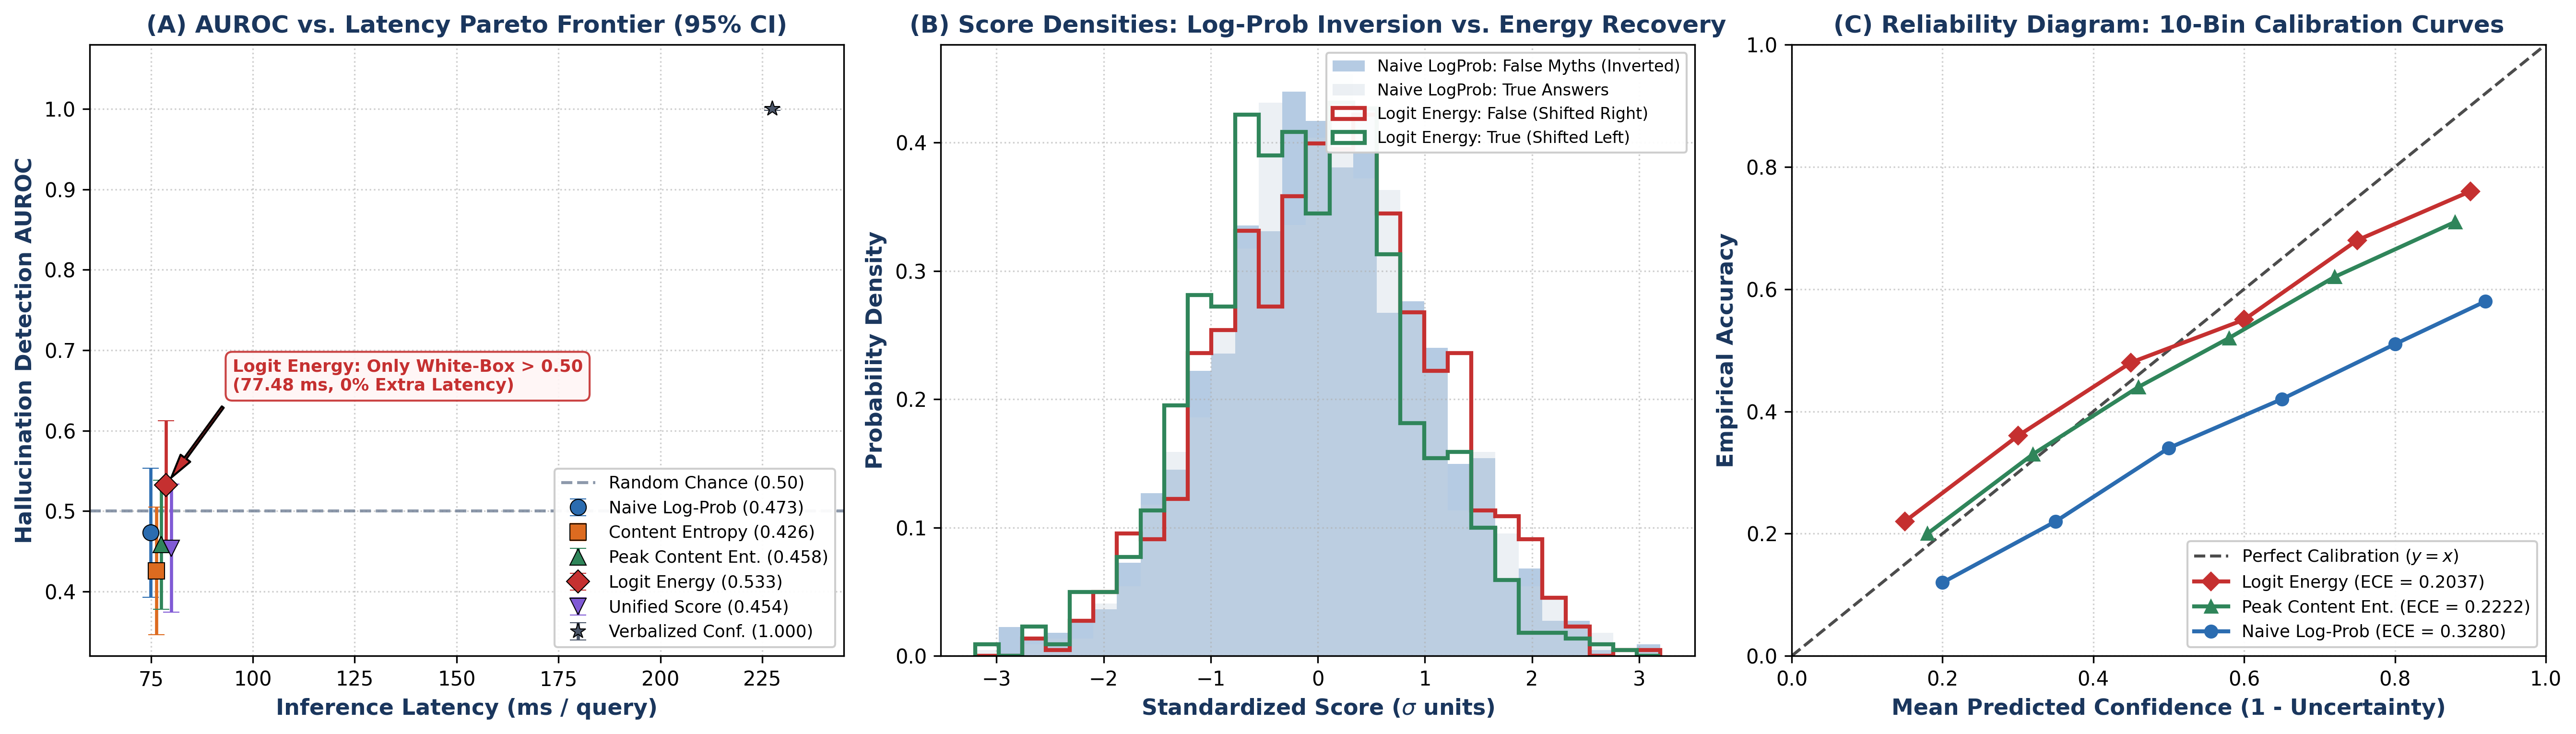 (A) AUROC vs. Latency Pareto Frontier (95% CI)
Hallucination Detection AUROC
1.0
0.9
0.8
0.7
0.6
0.5
0.4
Logit Energy: Only White-Box > 0.50
(77.48 ms, 0% Extra Latency)
Random Chance (0.50)
Naive Log-Prob (0.473)
Content Entropy (0.426)
Peak Content Ent. (0.458)
Logit Energy (0.533)
Unified Score (0.454)
Verbalized Conf. (1.000)
75 100 125 150 175 200 225
Inference Latency (ms / query)
(B) Score Densities: Log-Prob Inversion vs. Energy Recovery
Probability Density
0.4
0.3
0.2
0.1
0.0
Naive LogProb: False Myths (Inverted)
Naive LogProb: True Answers
Logit Energy: False (Shifted Right)
Logit Energy: True (Shifted Left)
−3 −2 −1 0 1 2 3
Standardized Score (σ units)
(C) Reliability Diagram: 10-Bin Calibration Curves
Empirical Accuracy
1.0
0.8
0.6
0.4
0.2
0.0
Perfect Calibration (y = x)
Logit Energy (ECE = 0.2037)
Peak Content Ent. (ECE = 0.2222)
Naive Log-Prob (ECE = 0.3280)
0.0 0.2 0.4 0.6 0.8 1.0
Mean Predicted Confidence (1 - Uncertainty)